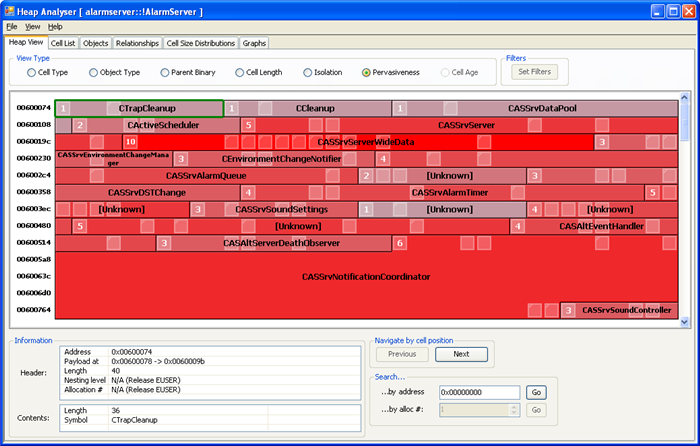 Heap Analyser [ alarmserver::!AlarmServer ]
File View Help
Heap View Cell List Objects Relationships Cell Size Distributions Graphs
View Type
Filters
Cell Type Object Type Parent Binary Cell Length Isolation Pervasiveness Cell Age Set Filters
00600074 1 CTrapCleanup 1 CCleanup 1 CASSrvDataPool
00600108 2 CActiveScheduler 5 CASSrvServer
0060019c 10 CASSrvServerWideData 3
00600230 CASSrvEnvironmentChangeMana
ger 3 CEnvironmentChangeNotifier 4
006002c4 CASSrvAlarmQueue 2 [Unknown] 3
00600358 CASSrvDSTChange 4 CASSrvAlarmTimer 5
006003ec [Unknown] 3 CASSrvSoundSettings 1 [Unknown] 4 [Unknown]
00600480 5 [Unknown] 4 CASAltEventHandler
00600514 3 CASAltServerDeathObserver 6
006005a8
0060063c CASSrvNotificationCoordinator
006006d0
00600764 3 CASSrvSoundController
Information
Header:
Address 0x00600074
Payload at 0x00600078 -> 0x0060009b
Length 40
Nesting level N/A (Release EUSER)
Allocation # N/A (Release EUSER)
Contents:
Length 36
Symbol CTrapCleanup
Navigate by cell position
Previous Next
Search...
...by address 0x00000000 Go
...by alloc #: 1 Go